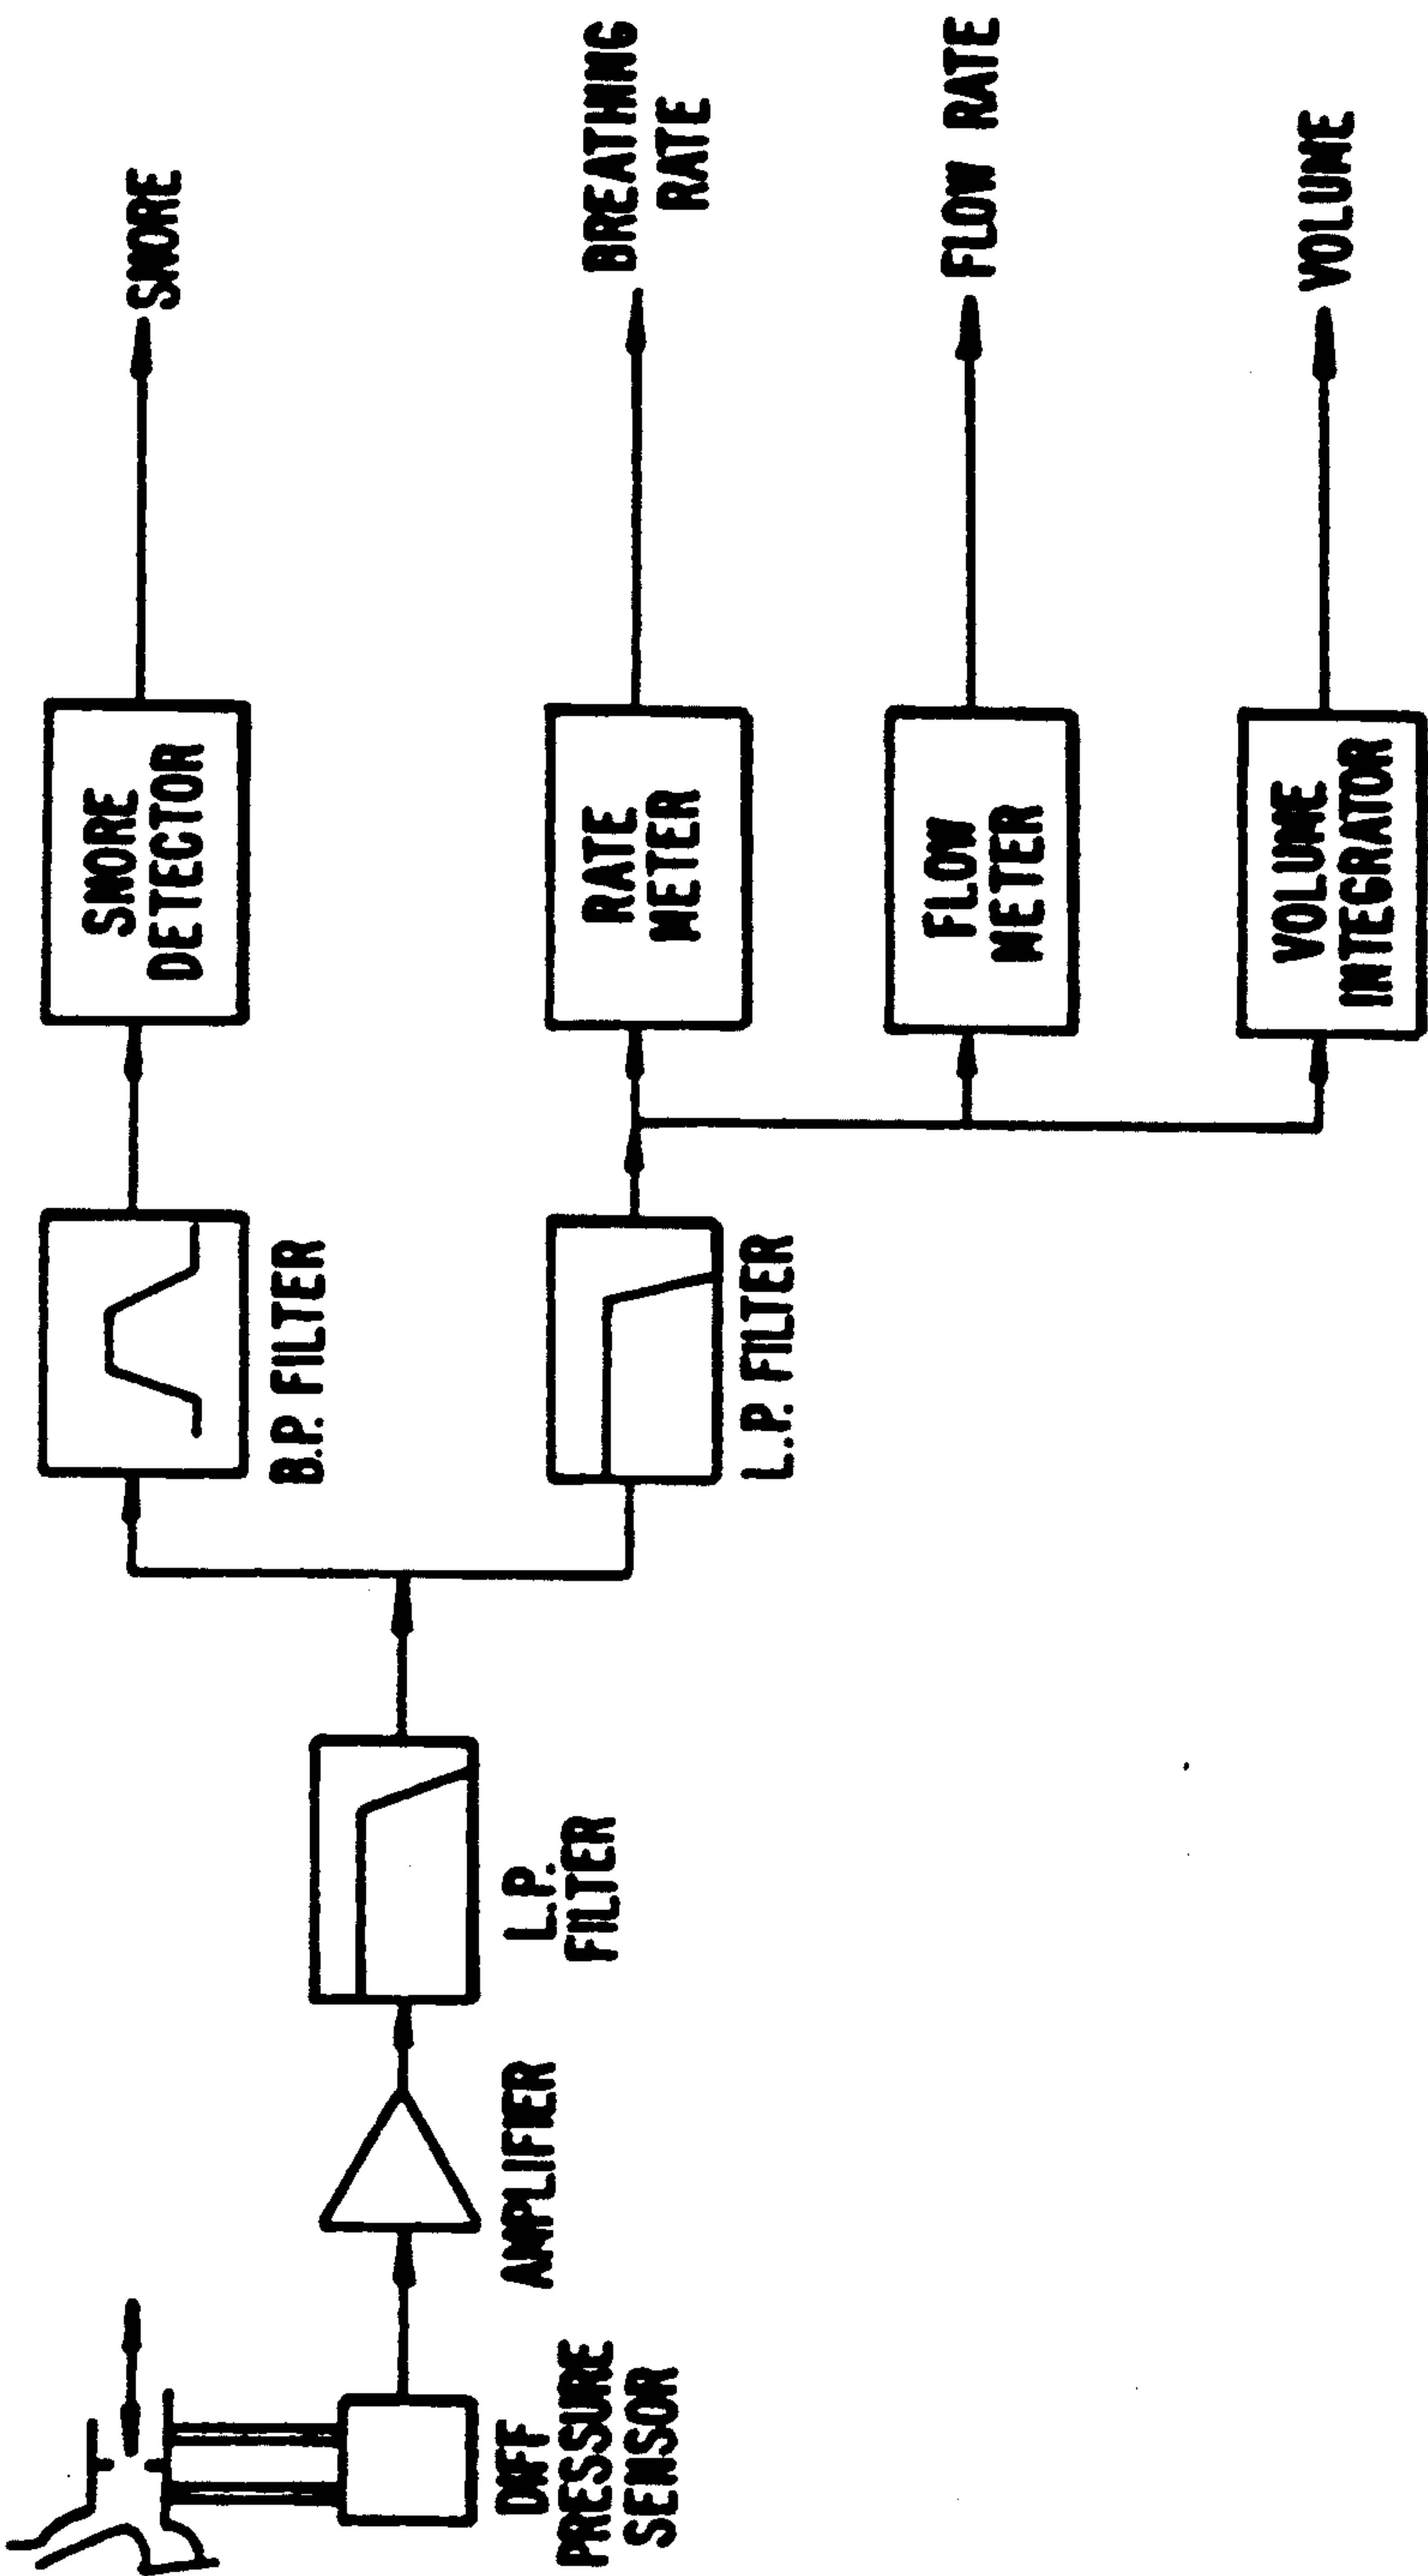 DIFF
PRESSURE
SENSOR
AMPLIFIER
L.P.
FILTER
B.P. FILTER
L.P. FILTER
SNORE
DETECTOR
RATE
METER
FLOW
METER
VOLUME
INTEGRATOR
SNORE
BREATHING
RATE
FLOW RATE
VOLUME